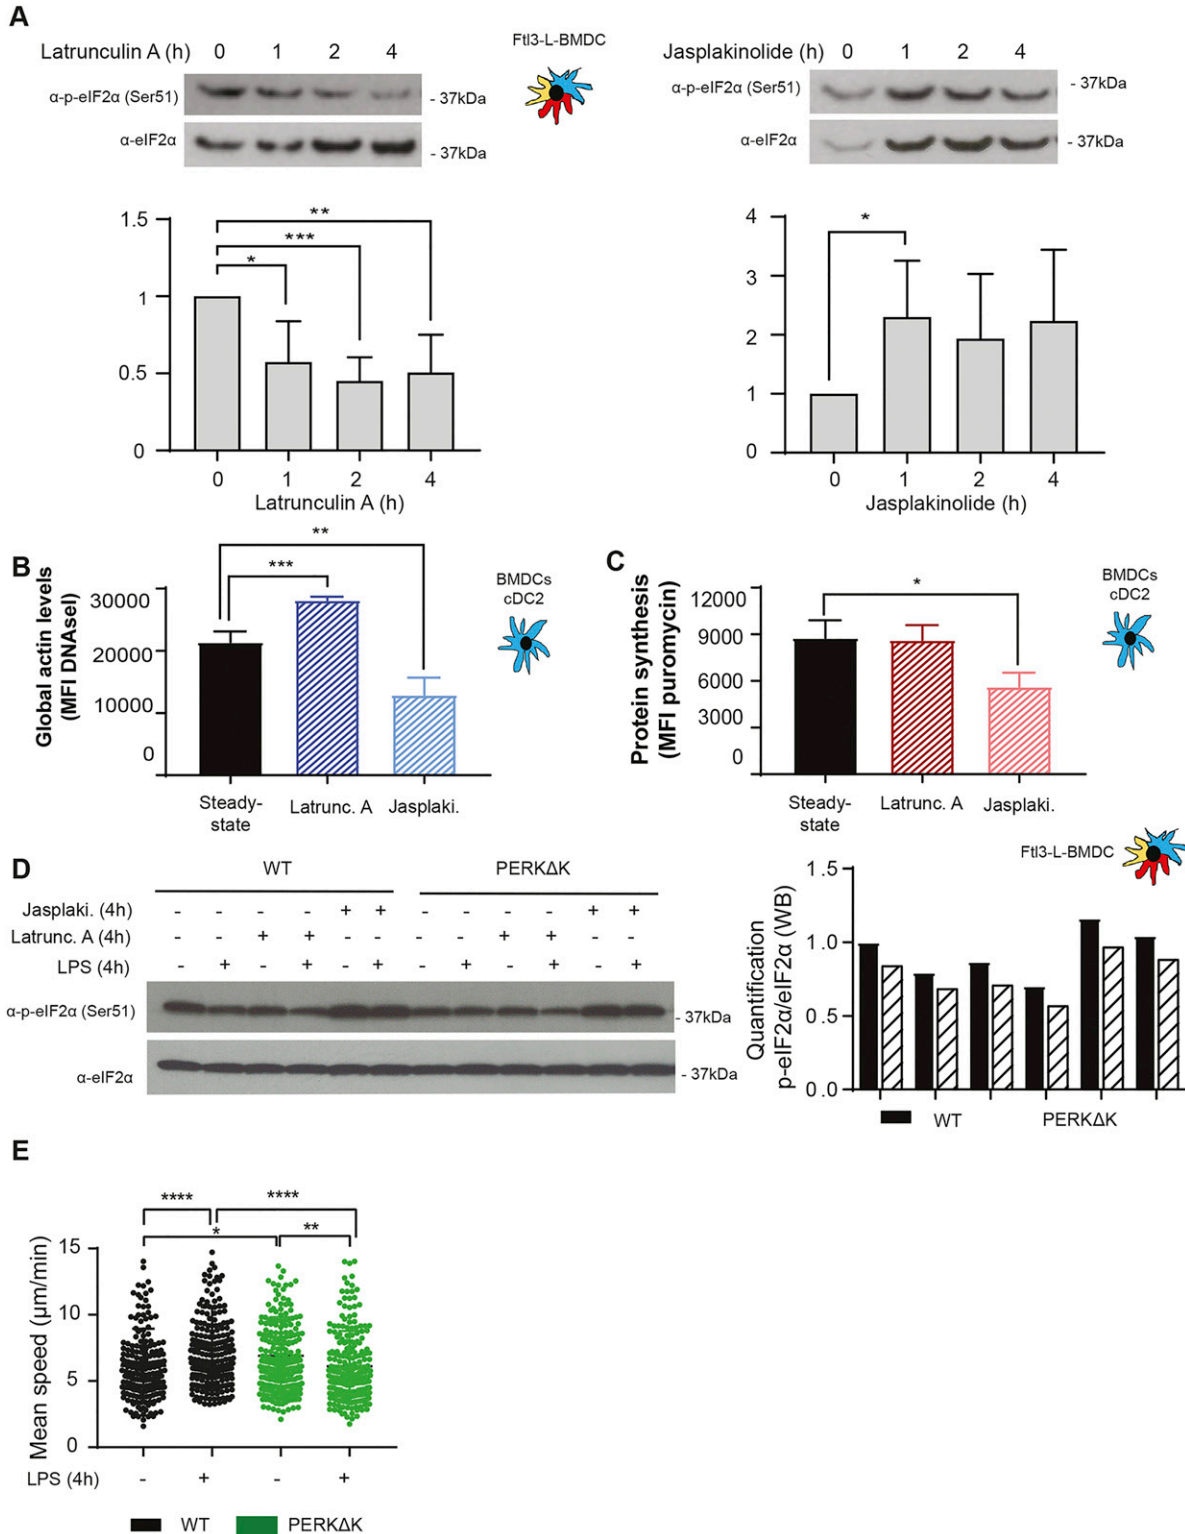 A
Latrunculin A (h) 0 1 2 4
α-p-eIF2α (Ser51)
- 37kDa
α-eIF2α
- 37kDa
Ftl3-L-BMDC
Jasplakinolide (h) 0 1 2 4
α-p-eIF2α (Ser51)
- 37kDa
α-eIF2α
- 37kDa
1.5
1
0.5
0
**
***
*
0 1 2 4
Latrunculin A (h)
4
3
2
1
0
*
0 1 2 4
Jasplakinolide (h)
B
Global actin levels
(MFI DNAseI)
30000
20000
10000
0
**
***
Steady-
state
Latrunc. A
Jasplaki.
BMDCs
cDC2
C
Protein synthesis
(MFI puromycin)
12000
9000
6000
3000
0
*
Steady-
state
Latrunc. A
Jasplaki.
BMDCs
cDC2
D
WT PERKΔK
Jasplaki. (4h) - - - - + + - - - - + +
Latrunc. A (4h) - - + + - - - - + + - -
LPS (4h) - + - + - + - + - + - +
α-p-eIF2α (Ser51)
- 37kDa
α-eIF2α
- 37kDa
Ftl3-L-BMDC
Quantification
p-eIF2α/eIF2α (WB)
1.5
1.0
0.5
0.0
WT PERKΔK
E
Mean speed (µm/min)
15
10
5
0
****
****
*
**
LPS (4h) - + - +
WT PERKΔK